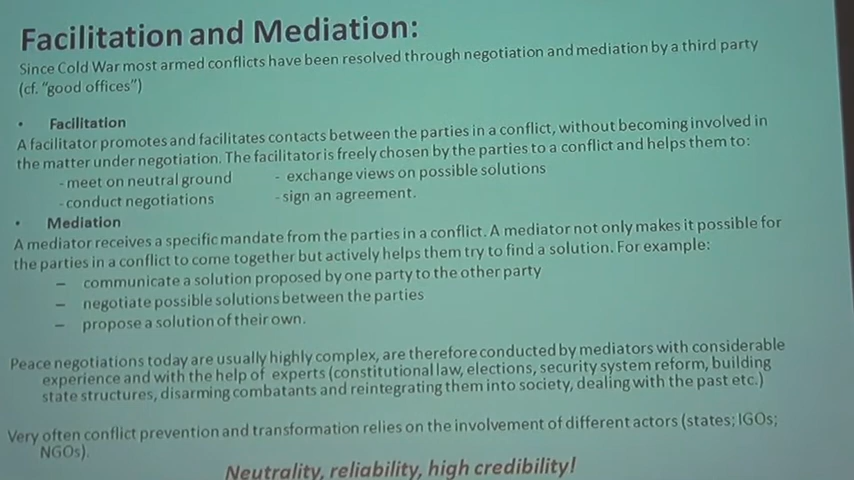 Facilitation and Mediation:
Since Cold War most armed conflicts have been resolved through negotiation and mediation by a third party
(cf. "good offices")
• Facilitation
A facilitator promotes and facilitates contacts between the parties in a conflict, without becoming involved in
the matter under negotiation. The facilitator is freely chosen by the parties to a conflict and helps them to:
- meet on neutral ground - exchange views on possible solutions
- conduct negotiations - sign an agreement.
• Mediation
A mediator receives a specific mandate from the parties in a conflict. A mediator not only makes it possible for
the parties in a conflict to come together but actively helps them try to find a solution. For example:
– communicate a solution proposed by one party to the other party
– negotiate possible solutions between the parties
– propose a solution of their own.
Peace negotiations today are usually highly complex, are therefore conducted by mediators with considerable
experience and with the help of experts (constitutional law, elections, security system reform, building
state structures, disarming combatants and reintegrating them into society, dealing with the past etc.)
Very often conflict prevention and transformation relies on the involvement of different actors (states; IGOs;
NGOs).
Neutrality, reliability, high credibility!